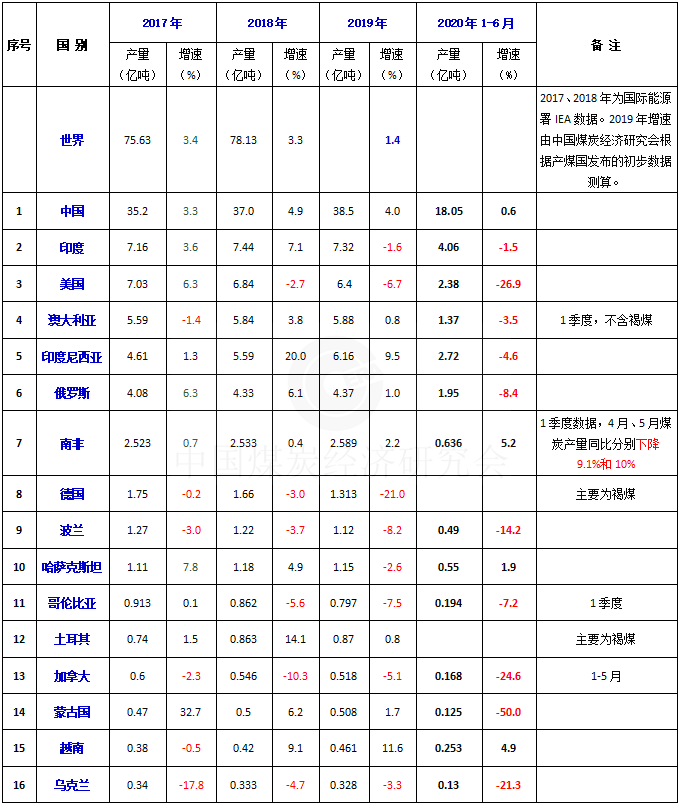 序号 国 别 2017年 2018年 2019年 2020年1-6月 备 注
产量(亿吨) 增速(%) 产量(亿吨) 增速(%) 产量(亿吨) 增速(%) 产量(亿吨) 增速(%)
世界 75.63 3.4 78.13 3.3 1.4 2017、2018年为国际能源
署IEA数据。2019年增速
由中国煤炭经济研究会根
据产煤国发布的初步数据
测算。
1 中国 35.2 3.3 37.0 4.9 38.5 4.0 18.05 0.6
2 印度 7.16 3.6 7.44 7.1 7.32 -1.6 4.06 -1.5
3 美国 7.03 6.3 6.84 -2.7 6.4 -6.7 2.38 -26.9
4 澳大利亚 5.59 -1.4 5.84 3.8 5.88 0.8 1.37 -3.5 1季度，不含褐煤
5 印度尼西亚 4.61 1.3 5.59 20.0 6.16 9.5 2.72 -4.6
6 俄罗斯 4.08 6.3 4.33 6.1 4.37 1.0 1.95 -8.4
7 南非 2.523 0.7 2.533 0.4 2.589 2.2 0.636 5.2 1季度数据，4月、5月煤
炭产量同比分别下降
9.1%和10%
8 德国 1.75 -0.2 1.66 -3.0 1.313 -21.0 主要为褐煤
9 波兰 1.27 -3.0 1.22 -3.7 1.12 -8.2 0.49 -14.2
10 哈萨克斯坦 1.11 7.8 1.18 4.9 1.15 -2.6 0.55 1.9
11 哥伦比亚 0.913 0.1 0.862 -5.6 0.797 -7.5 0.194 -7.2 1季度
12 土耳其 0.74 1.5 0.863 14.1 0.87 0.8 主要为褐煤
13 加拿大 0.6 -2.3 0.546 -10.3 0.518 -5.1 0.168 -24.6 1-5月
14 蒙古国 0.47 32.7 0.5 6.2 0.508 1.7 0.125 -50.0
15 越南 0.38 -0.5 0.42 9.1 0.461 11.6 0.253 4.9
16 乌克兰 0.34 -17.8 0.333 -4.7 0.328 -3.3 0.13 -21.3
中国煤炭经济研究会